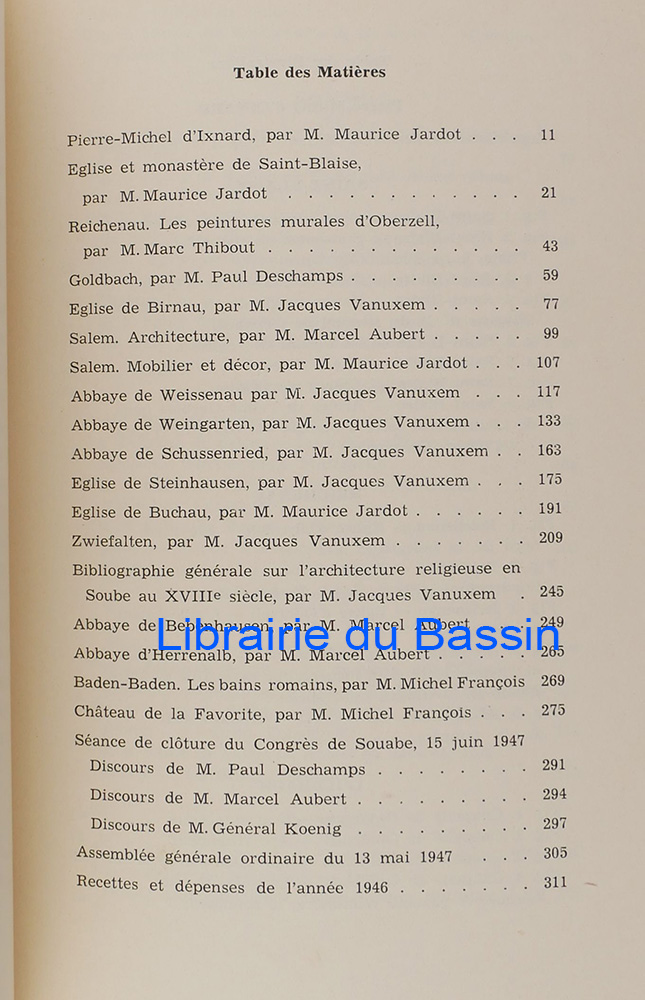 Table des Matières
Pierre-Michel d'Ixnard, par M. Maurice Jardot . . . 11
Eglise et monastère de Saint-Blaise,
par M. Maurice Jardot . . . . . . . . . . . . 21
Reichenau. Les peintures murales d'Oberzell,
par M. Marc Thibout . . . . . . . . . . . . . 43
Goldbach, par M. Paul Deschamps . . . . . . . . . 59
Eglise de Birnau, par M. Jacques Vanuxem . . . . . 77
Salem. Architecture, par M. Marcel Aubert . . . . . 99
Salem. Mobilier et décor, par M. Maurice Jardot . . . 107
Abbaye de Weissenau par M. Jacques Vanuxem . . . 117
Abbaye de Weingarten, par M. Jacques Vanuxem . . . 133
Abbaye de Schussenried, par M. Jacques Vanuxem . . 163
Eglise de Steinhausen, par M. Jacques Vanuxem . . . 175
Eglise de Buchau, par M. Maurice Jardot . . . . . . 191
Zwiefalten, par M. Jacques Vanuxem . . . . . . . 209
Bibliographie générale sur l'architecture religieuse en
Soube au XVIIIe siècle, par M. Jacques Vanuxem . 245
Abbaye de Bebenhausen, par M. Marcel Aubert . . . 249
Librairie du Bassin
Abbaye d'Herrenalb, par M. Marcel Aubert . . . . . 265
Baden-Baden. Les bains romains, par M. Michel François 269
Château de la Favorite, par M. Michel François . . . 275
Séance de clôture du Congrès de Souabe, 15 juin 1947
Discours de M. Paul Deschamps . . . . . . . . 291
Discours de M. Marcel Aubert . . . . . . . . . 294
Discours de M. Général Koenig . . . . . . . . . 297
Assemblée générale ordinaire du 13 mai 1947 . . . 305
Recettes et dépenses de l'année 1946 . . . . . . . 311